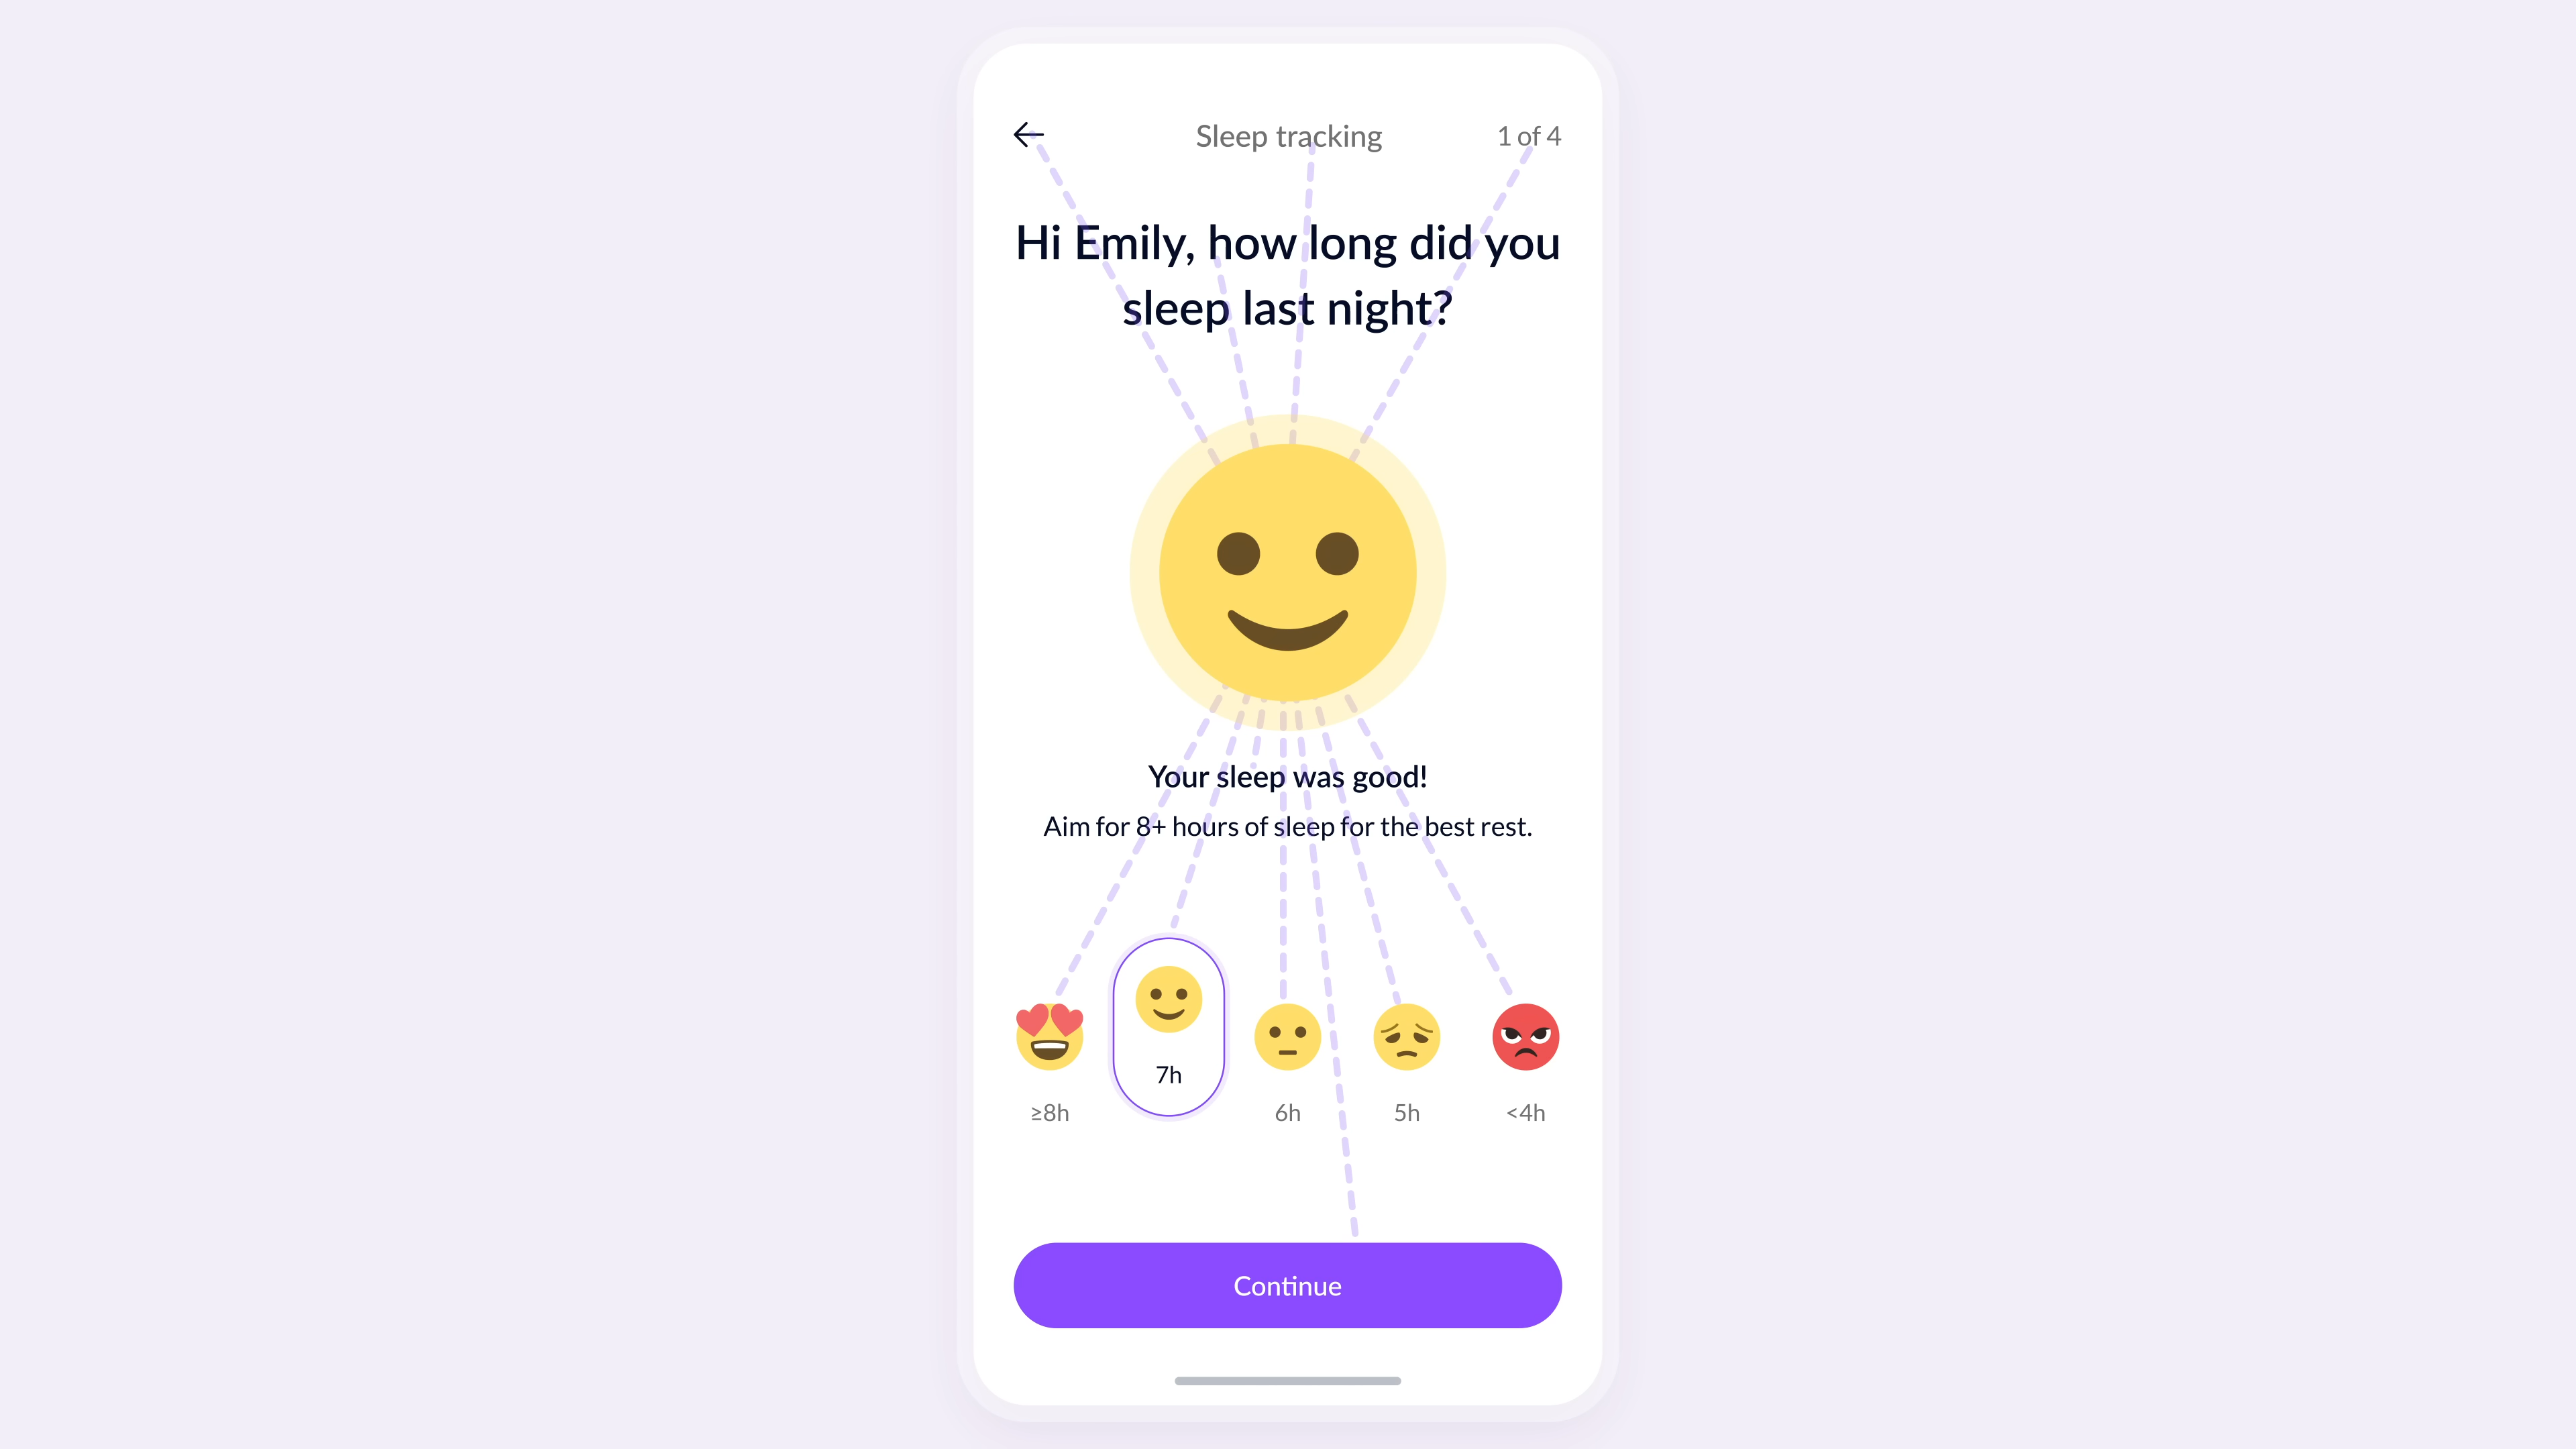 Sleep tracking
1 of 4
Hi Emily, how long did you
sleep last night?
Your sleep was good!
Aim for 8+ hours of sleep for the best rest.
≥8h
7h
6h
5h
<4h
Continue